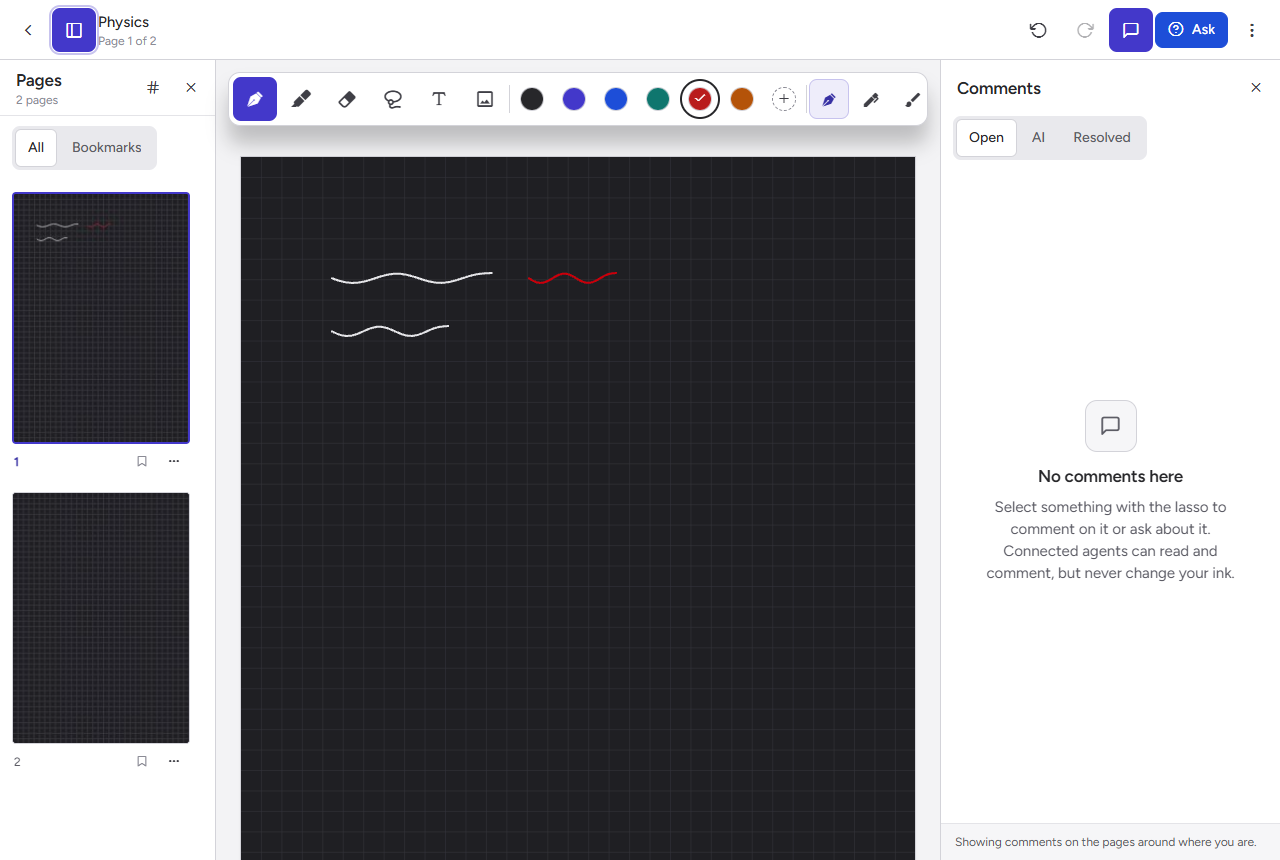 Physics
Page 1 of 2
Ask
Pages
2 pages
All
Bookmarks
1
2
Comments
Open
AI
Resolved
No comments here
Select something with the lasso to
comment on it or ask about it.
Connected agents can read and
comment, but never change your ink.
Showing comments on the pages around where you are.